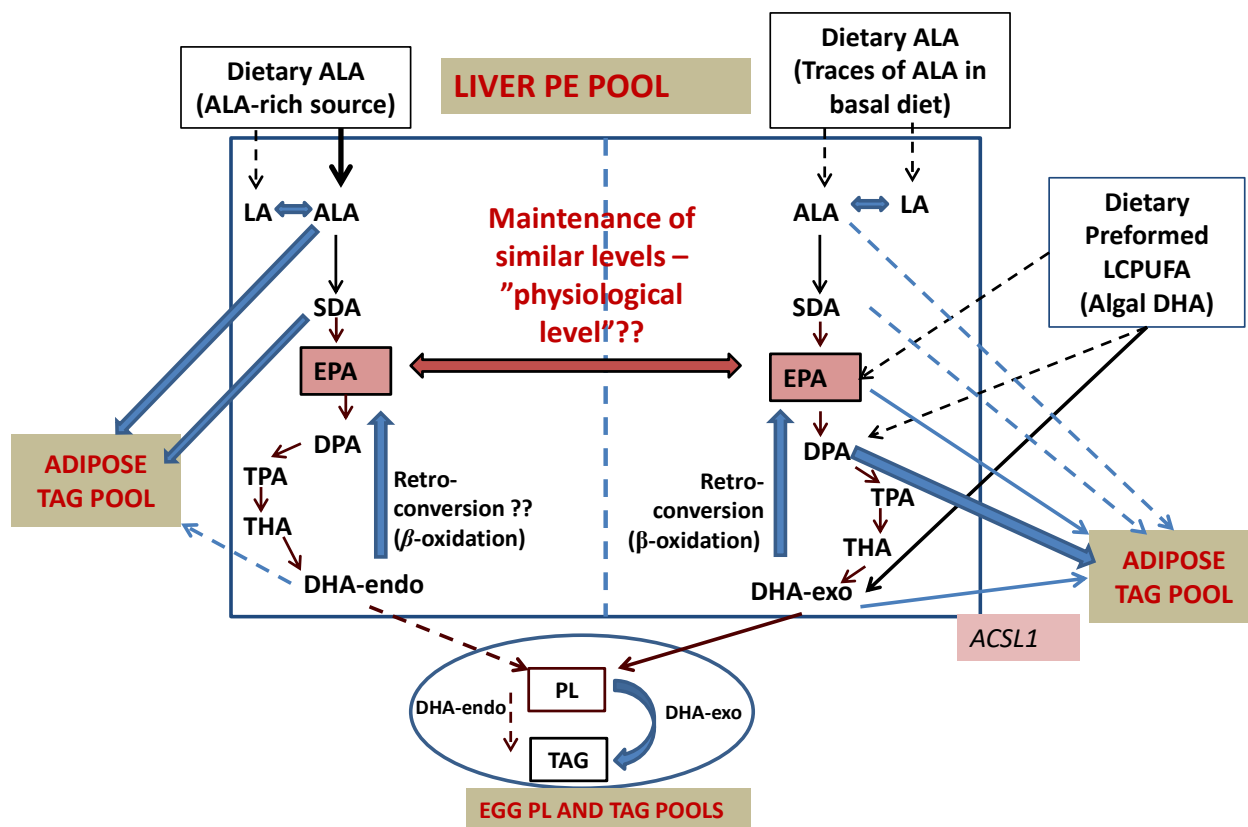 Dietary ALA
(ALA-rich source)
LIVER PE POOL
Dietary ALA
(Traces of ALA in
basal diet)
LA
ALA
SDA
EPA
DPA
TPA
THA
DHA-endo
Retro-
conversion ??
(β-oxidation)
Maintenance of
similar levels –
”physiological
level”??
ALA
LA
SDA
EPA
DPA
TPA
THA
DHA-exo
Retro-
conversion
(β-oxidation)
Dietary
Preformed
LCPUFA
(Algal DHA)
ADIPOSE
TAG POOL
ADIPOSE
TAG POOL
ACSL1
PL
DHA-endo
DHA-exo
TAG
EGG PL AND TAG POOLS